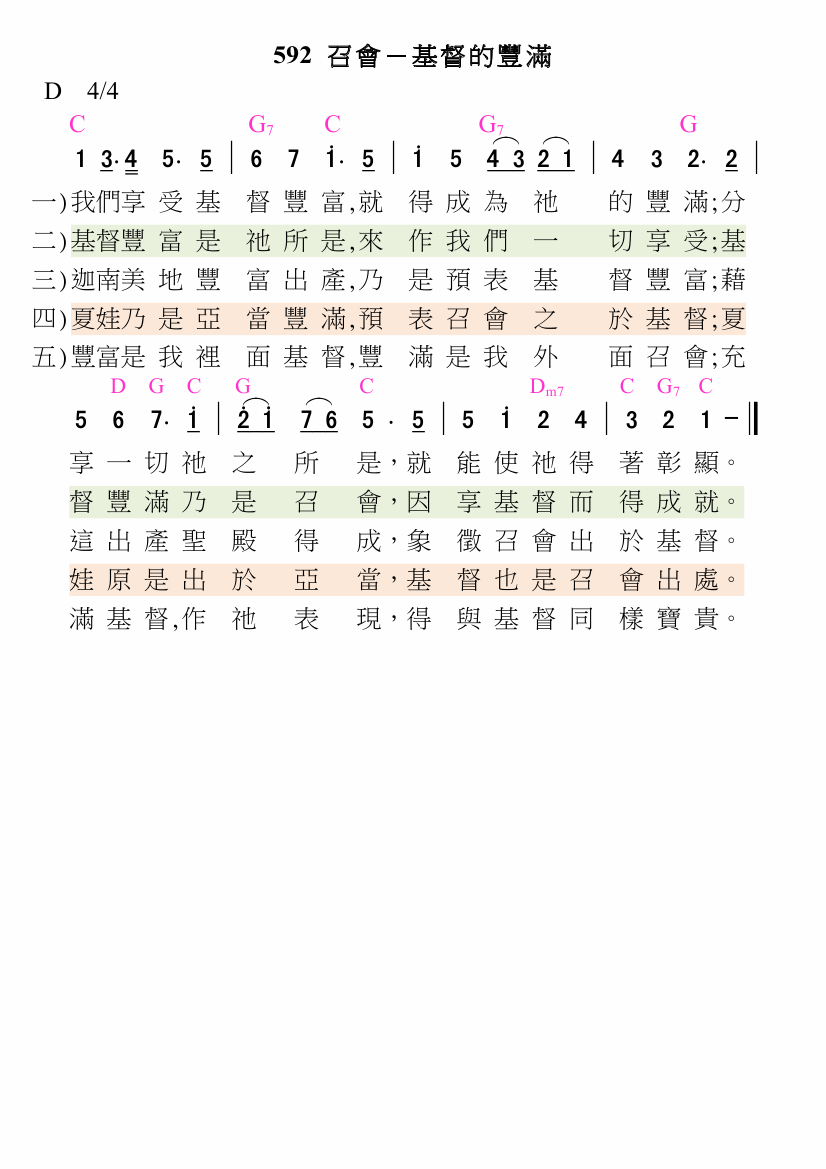 592 召會－基督的豐滿
D 4/4
C G7 C G7 G
1 3· 4 5· 5 | 6 7 1̇· 5 | 1̇ 5 4 3 2 1 | 4 3 2· 2 |
一)我們享受基督豐富,就得成為祂的豐滿;分
二)基督豐富是祂所是,來作我們一切享受;基
三)迦南美地豐富出產,乃是預表基督豐富;藉
四)夏娃乃是亞當豐滿,預表召會之於基督;夏
五)豐富是我裡面基督,豐滿是我外面召會;充
D G C G C Dm7 C G7 C
5 6 7· 1̇ | 2̇ 1̇ 7 6 5 · 5 | 5 1̇ 2 4 | 3 2 1 － ‖
享一切祂之所是，就能使祂得著彰顯。
督豐滿乃是召會，因享基督而得成就。
這出產聖殿得成，象徵召會出於基督。
娃原是出於亞當，基督也是召會出處。
滿基督,作祂表現，得與基督同樣寶貴。